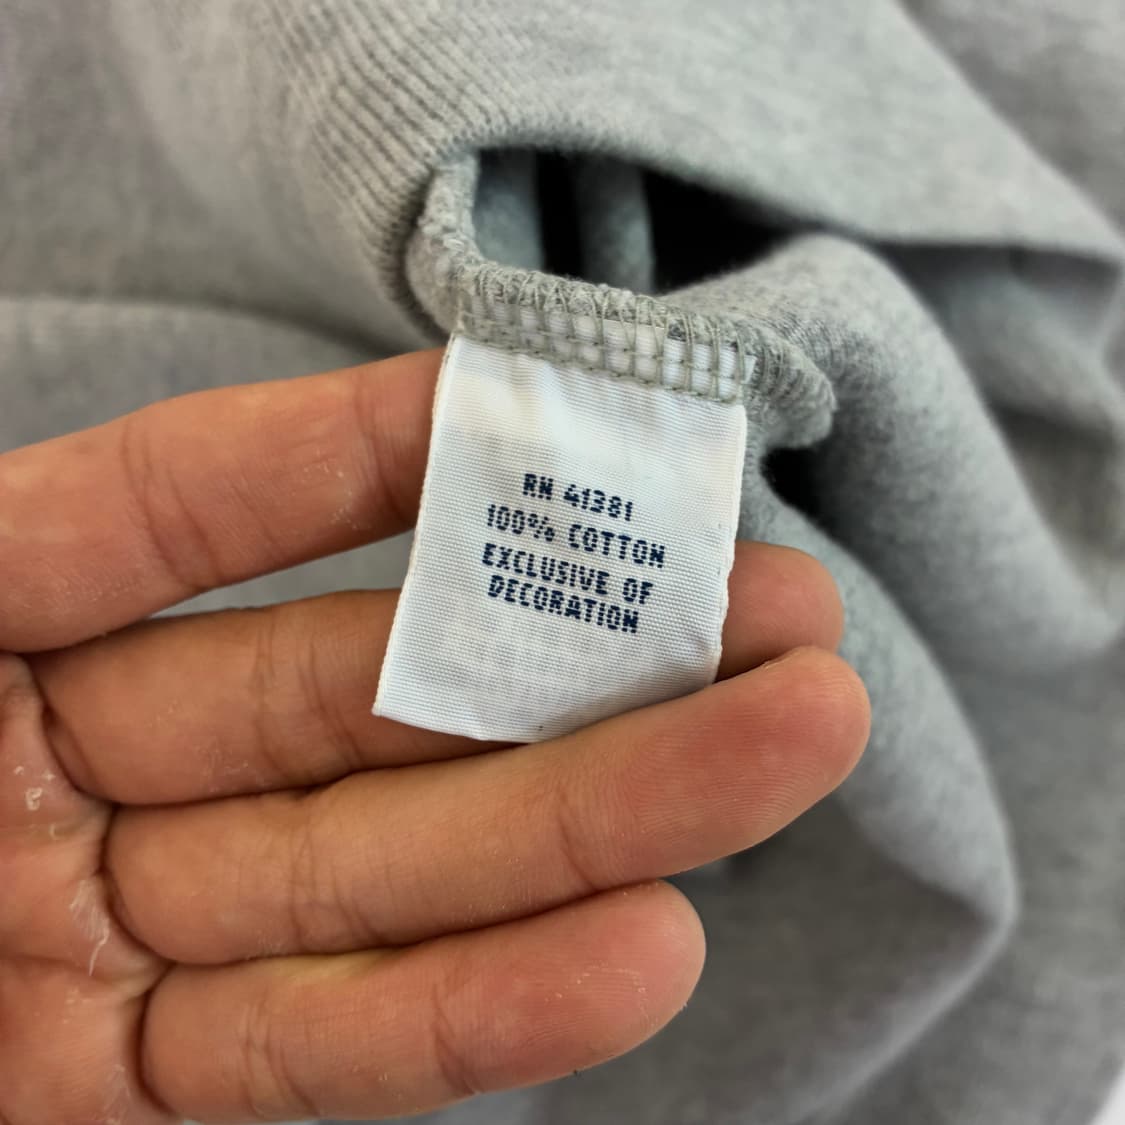 RN 41381
100% COTTON
EXCLUSIVE OF
DECORATION